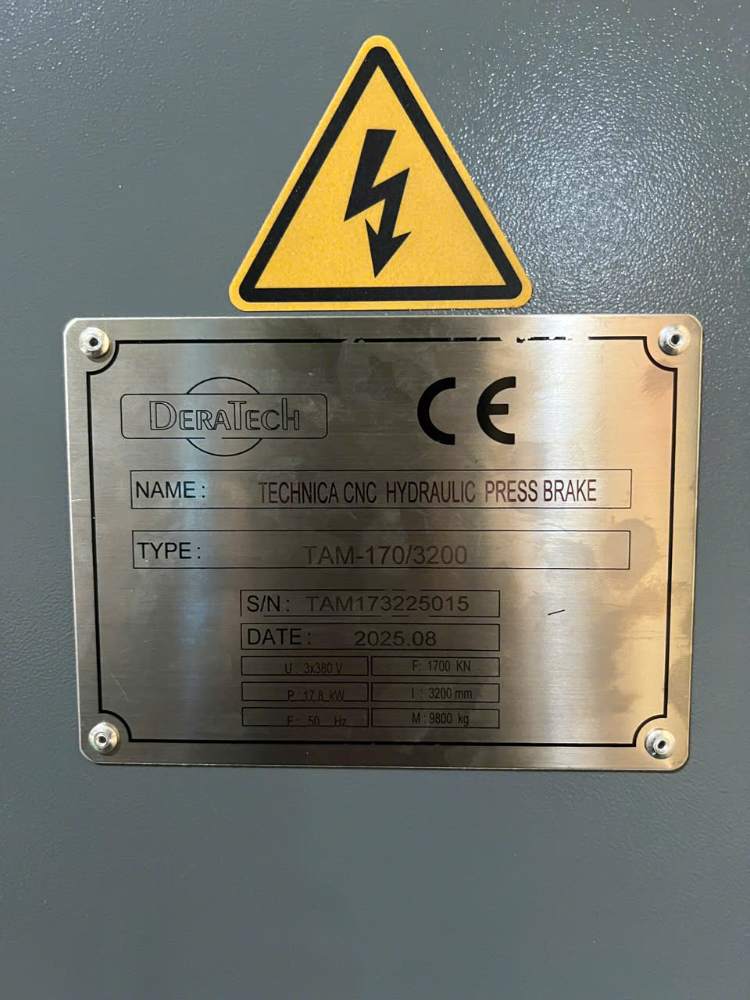 DERATECH
CE
NAME: TECHNICA CNC HYDRAULIC PRESS BRAKE
TYPE: TAM-170/3200
S/N: TAM173225015
DATE: 2025.08
U: 3x380 V F: 1700 KN
P: 17,8 kW I: 3200 mm
F: 50 Hz M: 9800 kg